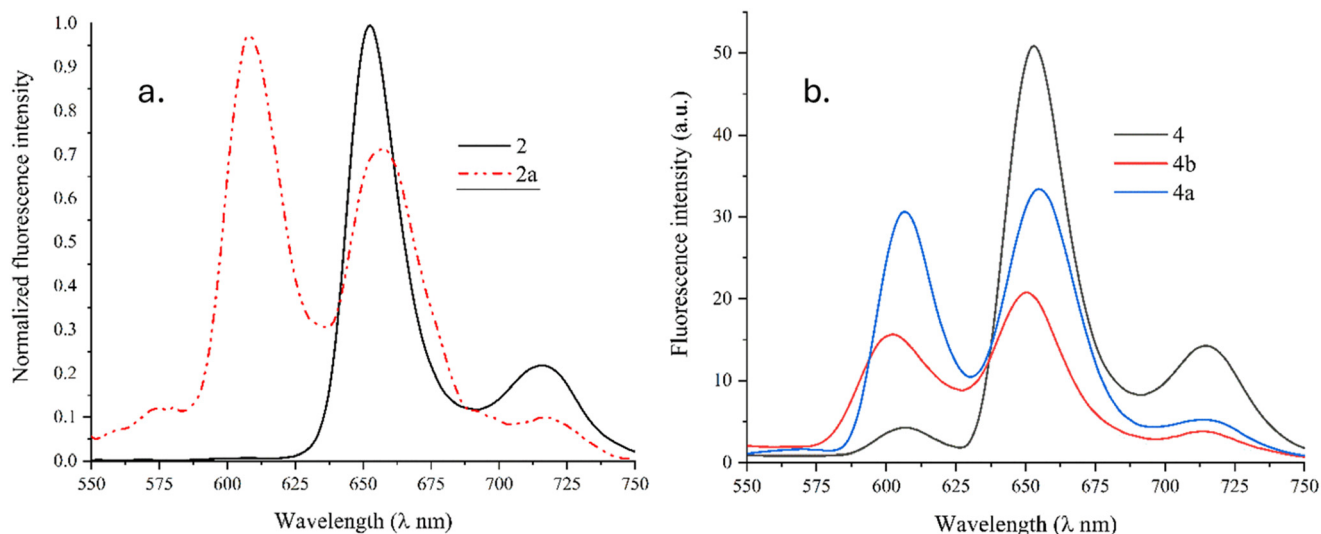 a.
Normalized fluorescence intensity
1.0
0.9
0.8
0.7
0.6
0.5
0.4
0.3
0.2
0.1
0.0
2
2a
550 575 600 625 650 675 700 725 750
Wavelength (λ nm)
b.
Fluorescence intensity (a.u.)
50
40
30
20
10
0
4
4b
4a
550 575 600 625 650 675 700 725 750
Wavelength (λ nm)